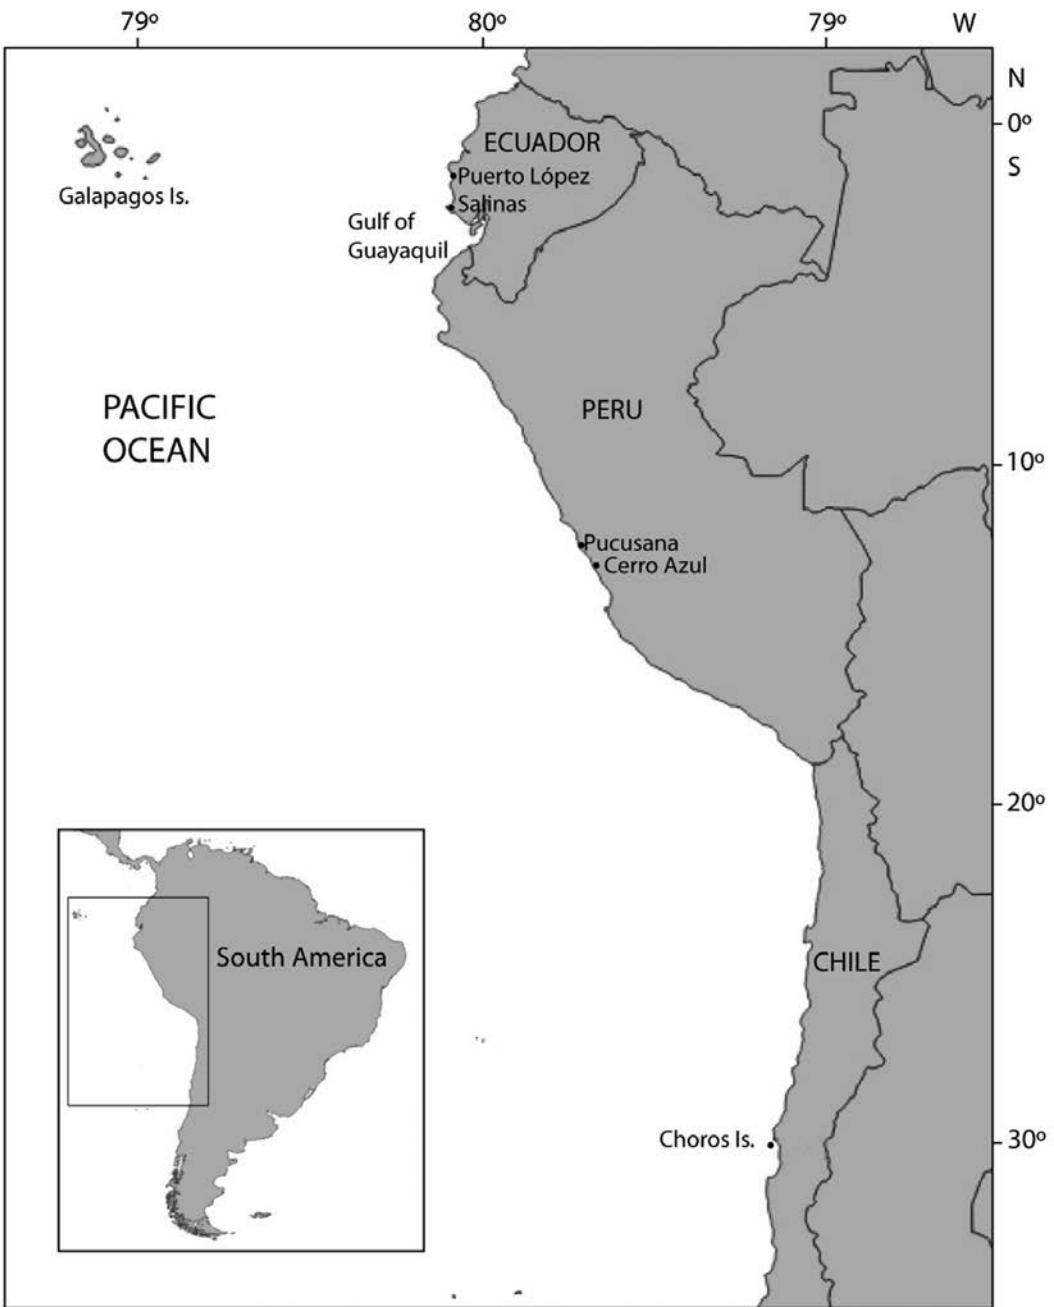 79º 80º 79º W
N
0º
S
ECUADOR
Puerto López
Galapagos Is.
Salinas
Gulf of
Guayaquil
PACIFIC
OCEAN
PERU
10º
Pucusana
Cerro Azul
20º
South America
CHILE
Choros Is.
30º